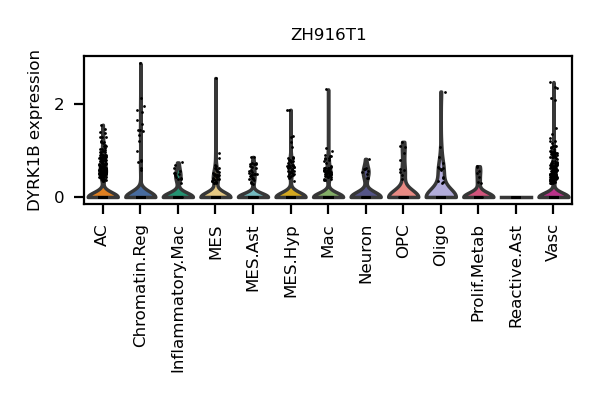 ZH916T1
DYRK1B expression
2
0
AC
Chromatin.Reg
Inflammatory.Mac
MES
MES.Ast
MES.Hyp
Mac
Neuron
OPC
Oligo
Prolif.Metab
Reactive.Ast
Vasc